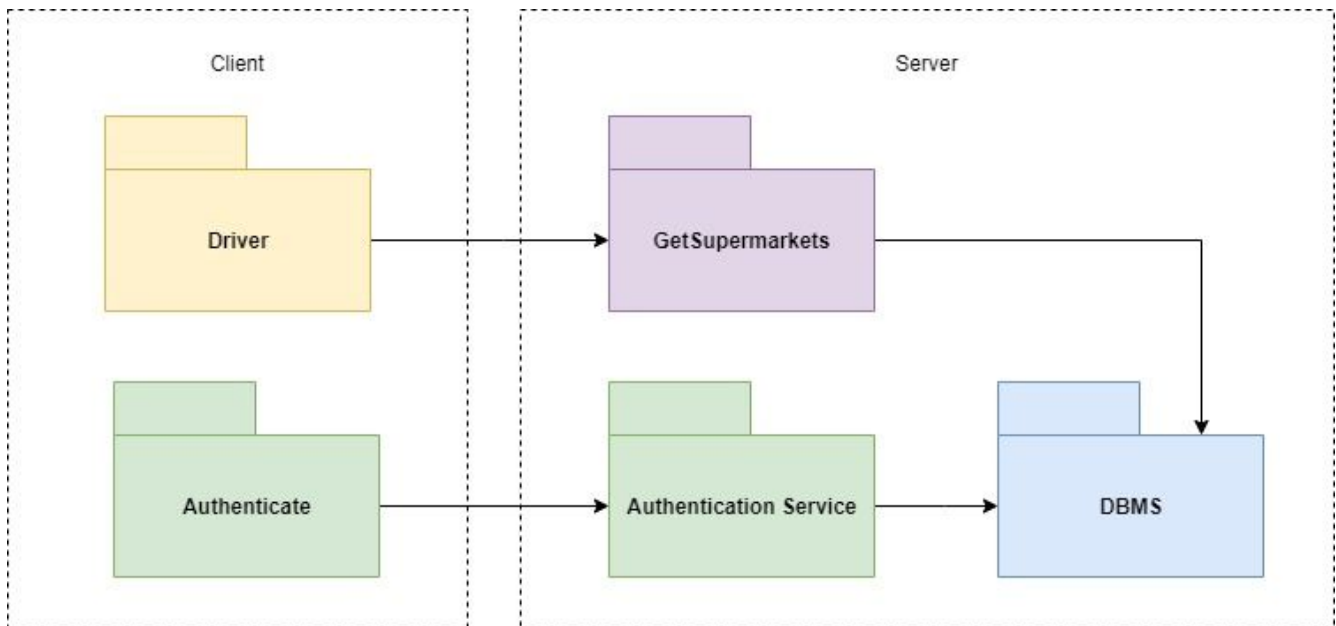 Client
Server
Driver
GetSupermarkets
Authenticate
Authentication Service
DBMS